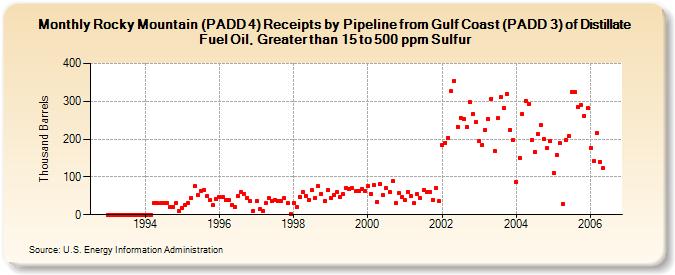 Monthly Rocky Mountain (PADD 4) Receipts by Pipeline from Gulf Coast (PADD 3) of Distillate
Fuel Oil, Greater than 15 to 500 ppm Sulfur
Thousand Barrels
400
300
200
100
0
1994 1996 1998 2000 2002 2004 2006
Source: U.S. Energy Information Administration